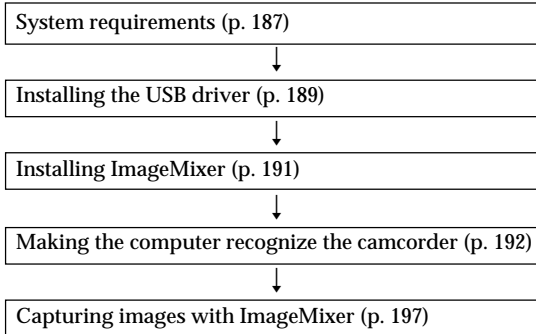 System requirements (p. 187)
Installing the USB driver (p. 189)
Installing ImageMixer (p. 191)
Making the computer recognize the camcorder (p. 192)
Capturing images with ImageMixer (p. 197)